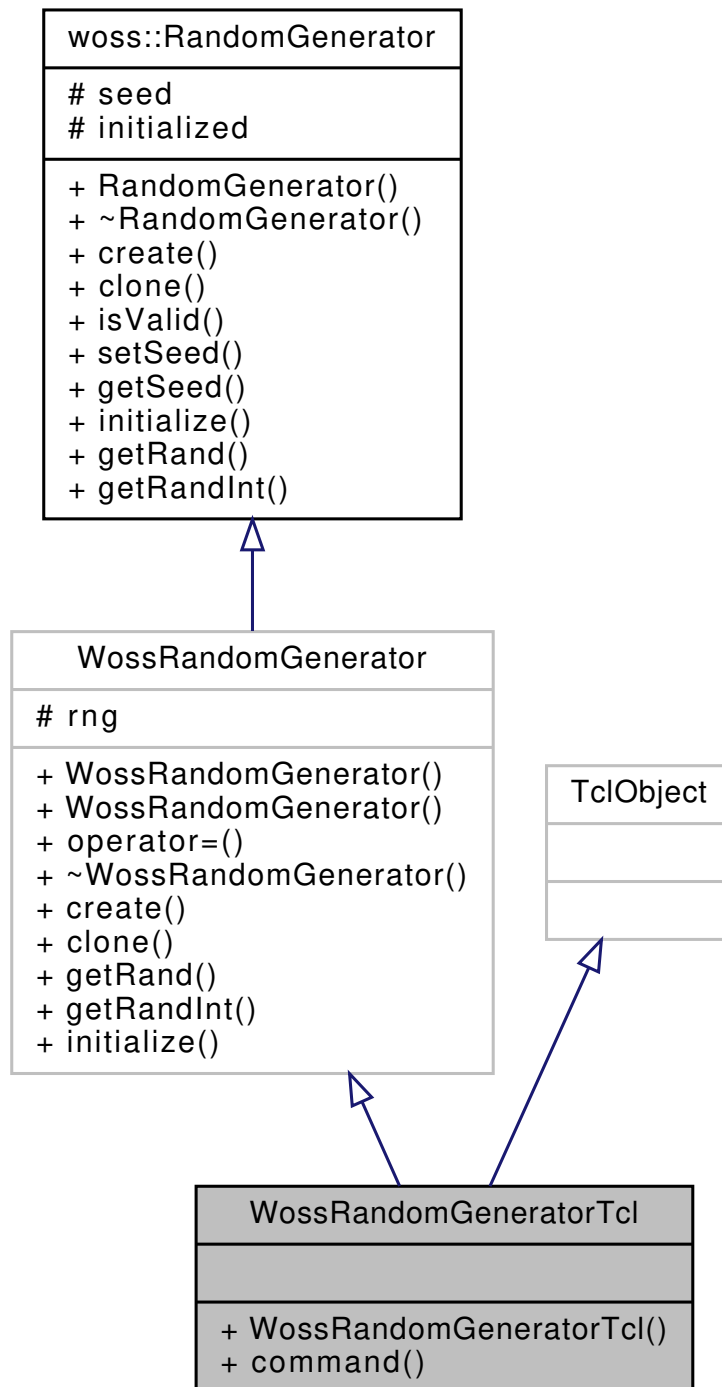 woss::RandomGenerator
# seed
# initialized
+ RandomGenerator()
+ ~RandomGenerator()
+ create()
+ clone()
+ isValid()
+ setSeed()
+ getSeed()
+ initialize()
+ getRand()
+ getRandInt()
WossRandomGenerator
# rng
+ WossRandomGenerator()
+ WossRandomGenerator()
+ operator=()
+ ~WossRandomGenerator()
+ create()
+ clone()
+ getRand()
+ getRandInt()
+ initialize()
TclObject
WossRandomGeneratorTcl
+ WossRandomGeneratorTcl()
+ command()